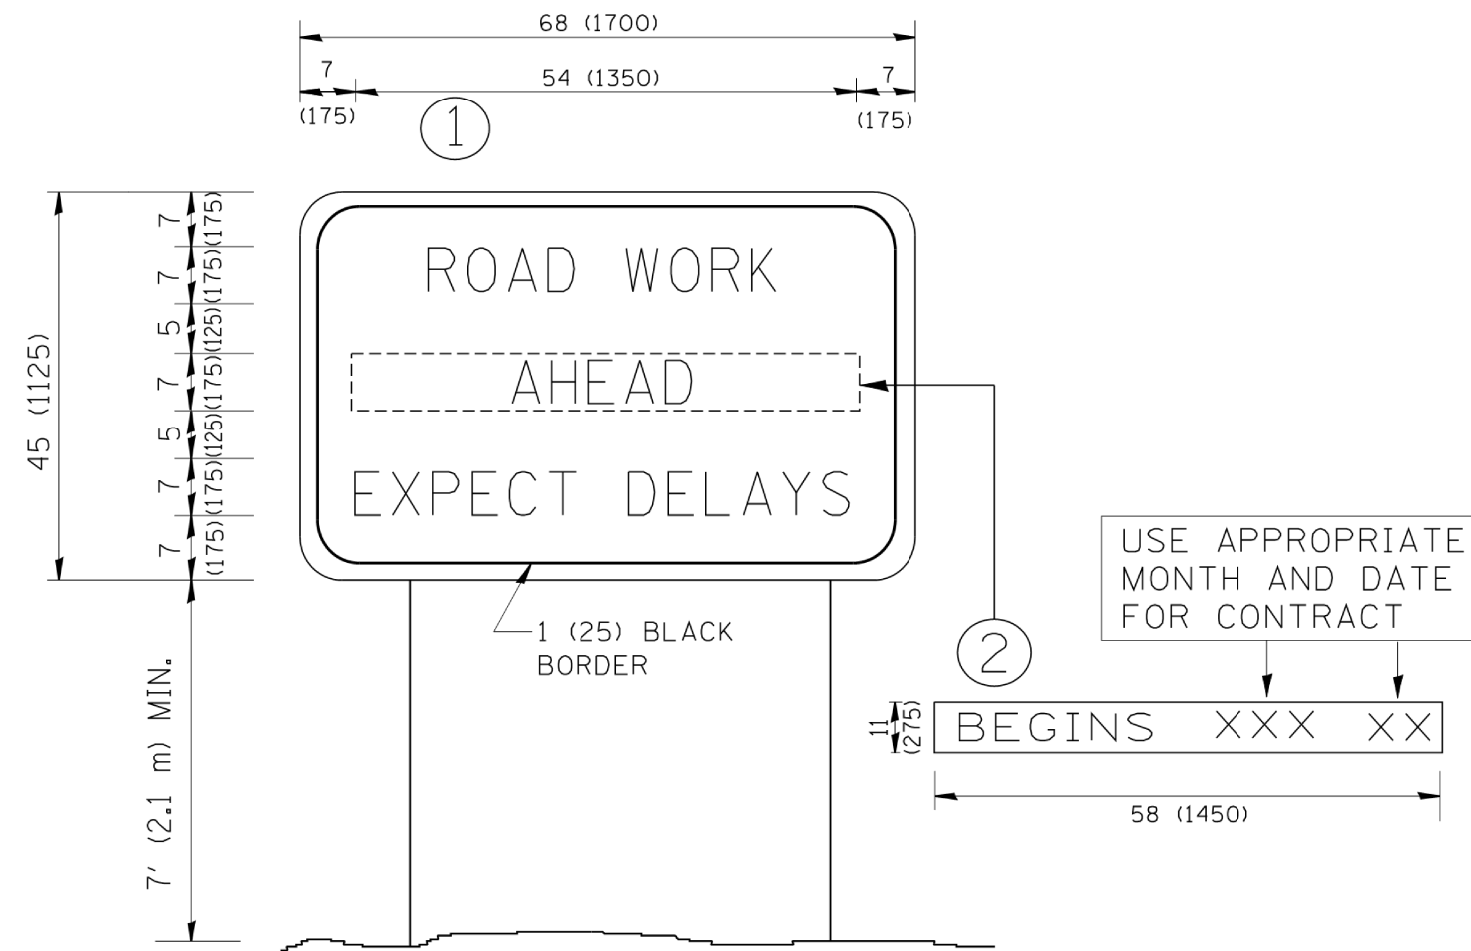 68 (1700)
7
54 (1350)
7
(175)
(175)
1
45 (1125)
7 (175)
7 (175)
5 (125)
7 (175)
5 (125)
7 (175)
7 (175)
ROAD WORK
AHEAD
EXPECT DELAYS
1 (25) BLACK
BORDER
7' (2.1 m) MIN.
USE APPROPRIATE
MONTH AND DATE
FOR CONTRACT
2
11
(275)
BEGINS XXX XX
58 (1450)